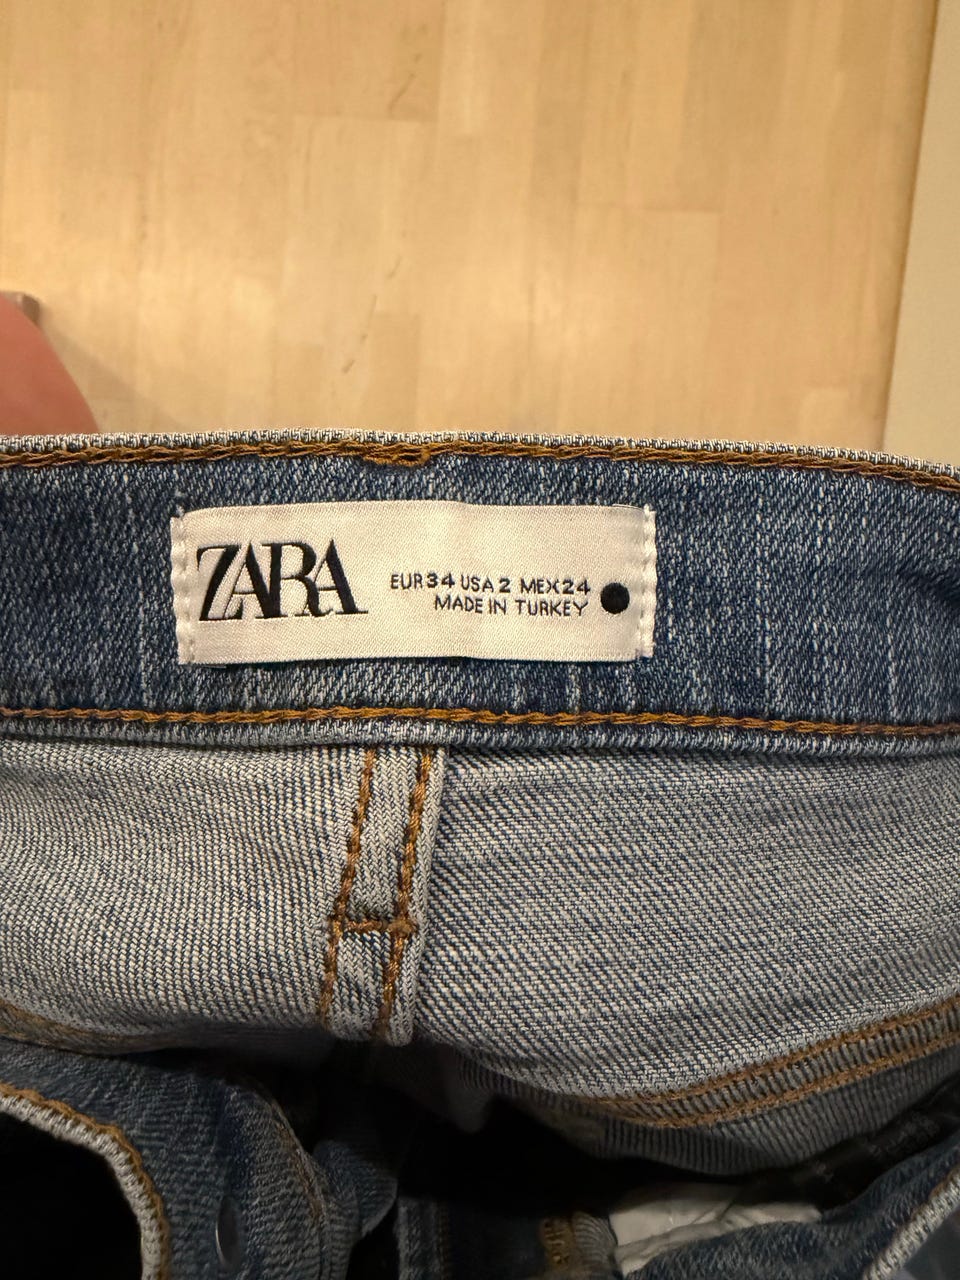 ZARA
EUR 34 USA 2 MEX 24
MADE IN TURKEY